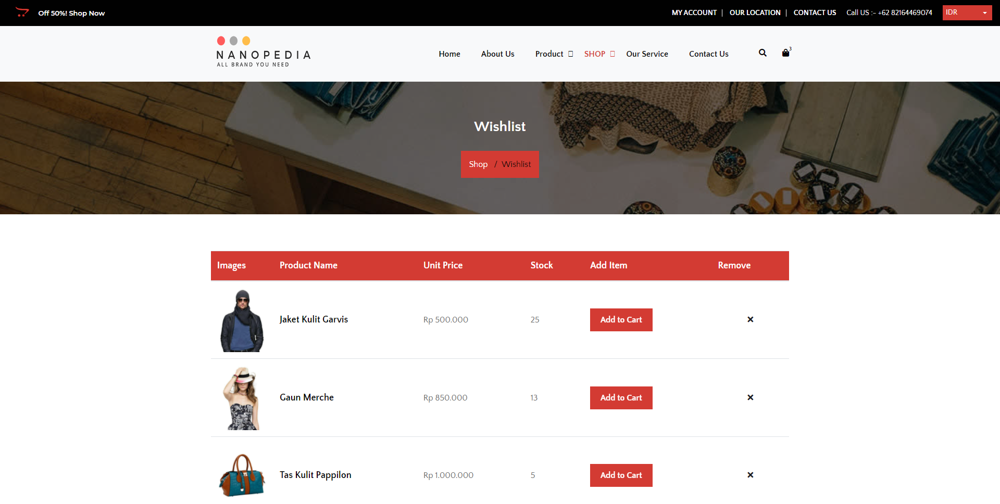 Off 50%! Shop Now
MY ACCOUNT
OUR LOCATION
CONTACT US
Call US :- +62 82164469074
IDR
NANOPEDIA
ALL BRAND YOU NEED
Home
About Us
Product
SHOP
Our Service
Contact Us
3
Wishlist
Shop / Wishlist
Images Product Name Unit Price Stock Add Item Remove
Jaket Kulit Garvis Rp 500.000 25 Add to Cart
Gaun Merche Rp 850.000 13 Add to Cart
Tas Kulit Pappilon Rp 1.000.000 5 Add to Cart